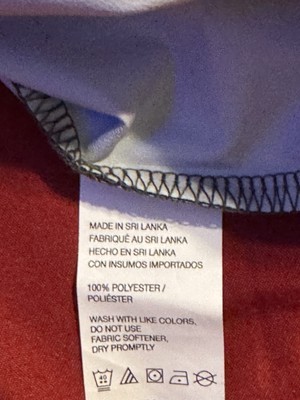 MADE IN SRI LANKA
FABRIQUÉ AU SRI LANKA
HECHO EN SRI LANKA
CON INSUMOS IMPORTADOS
100% POLYESTER /
POLIÉSTER
WASH WITH LIKE COLORS,
DO NOT USE
FABRIC SOFTENER,
DRY PROMPTLY
40